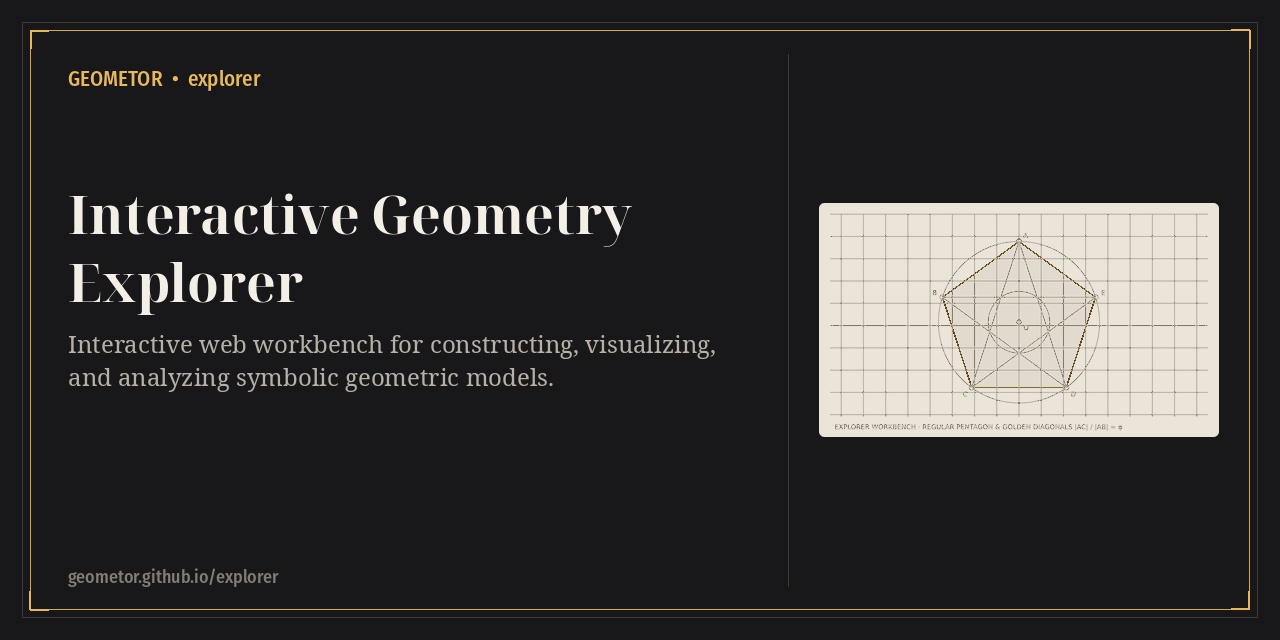 GEOMETOR • explorer
Interactive Geometry
Explorer
Interactive web workbench for constructing, visualizing,
and analyzing symbolic geometric models.
A
B
E
C
D
EXPLORER WORKBENCH · REGULAR PENTAGON & GOLDEN DIAGONALS |AC| / |AB| = φ
geometor.github.io/explorer